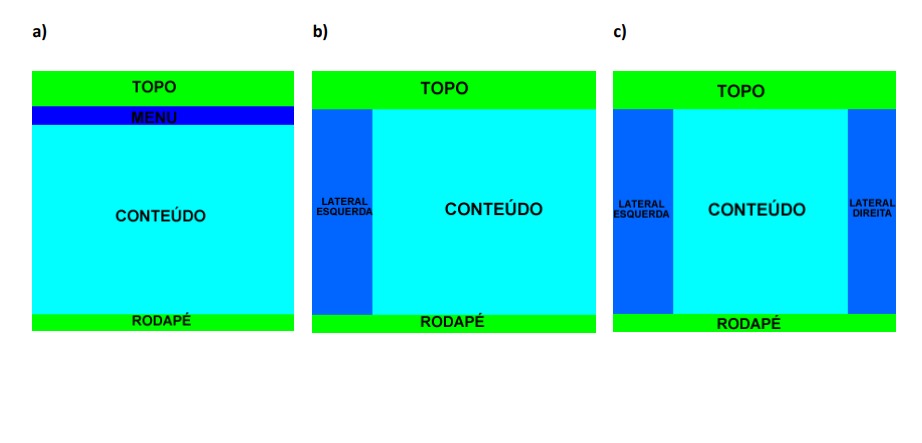 a)
TOPO
MENU
CONTEÚDO
RODAPÉ
b)
TOPO
LATERAL
ESQUERDA
CONTEÚDO
RODAPÉ
c)
TOPO
LATERAL
ESQUERDA
CONTEÚDO
LATERAL
DIREITA
RODAPÉ